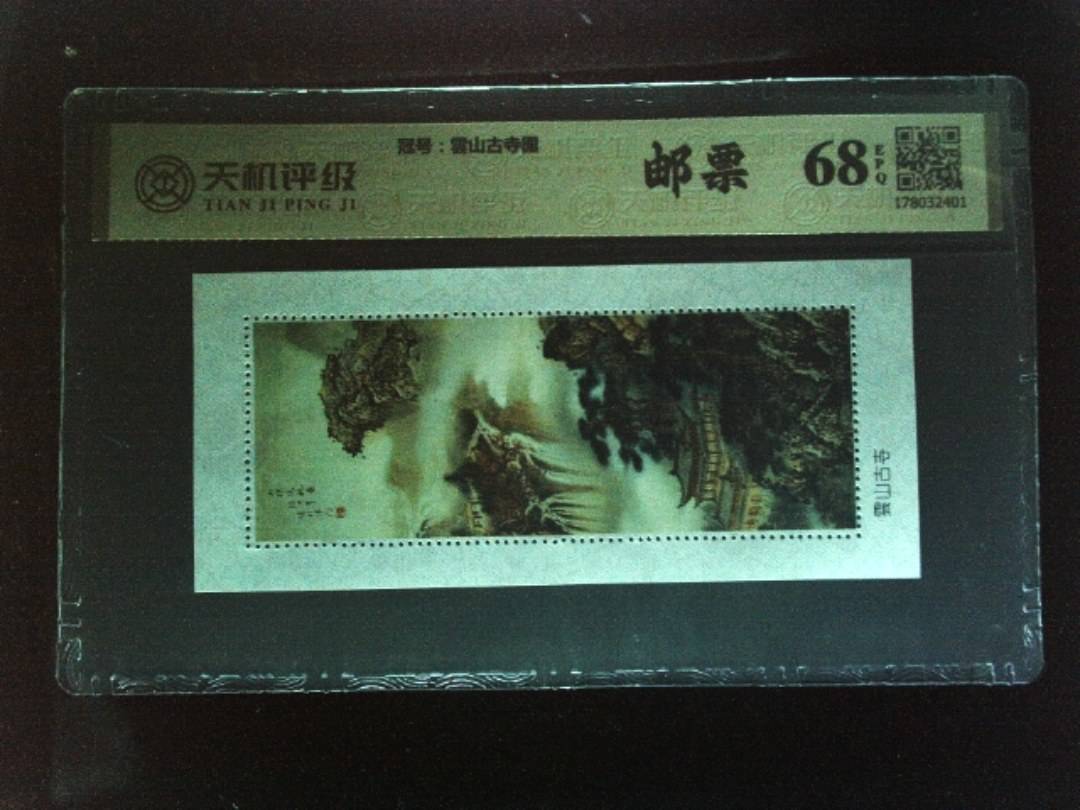 天机评级
TIAN JI PING JI
冠号：雲山古寺圖
邮票
68
EPQ
178032401
雲山古寺